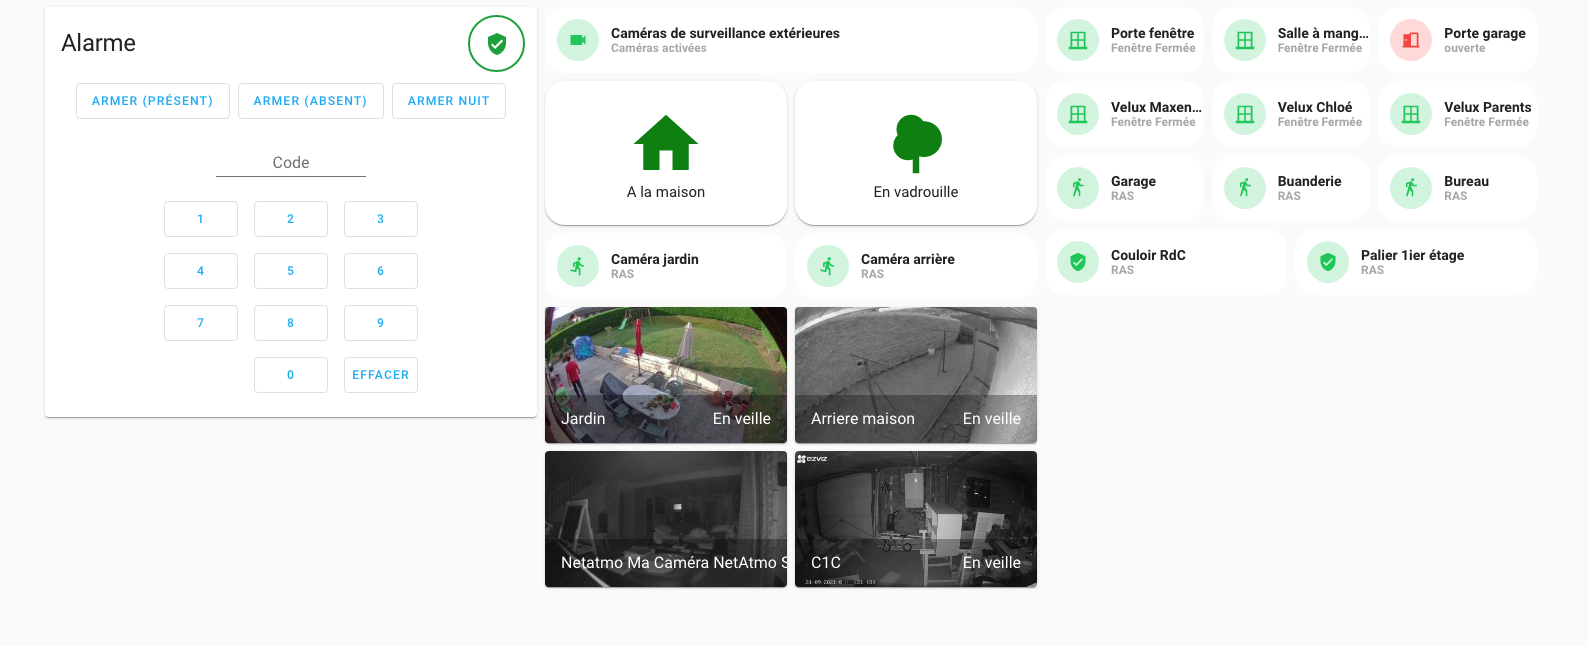 Alarme
ARMER (PRÉSENT)
ARMER (ABSENT)
ARMER NUIT
Code
1
2
3
4
5
6
7
8
9
0
EFFACER
Caméras de surveillance extérieures
Caméras activées
A la maison
En vadrouille
Caméra jardin
RAS
Caméra arrière
RAS
Jardin
En veille
Arriere maison
En veille
Netatmo Ma Caméra NetAtmo S
ezviz
C1C
En veille
Porte fenêtre
Fenêtre Fermée
Salle à mang...
Fenêtre Fermée
Porte garage
ouverte
Velux Maxen...
Fenêtre Fermée
Velux Chloé
Fenêtre Fermée
Velux Parents
Fenêtre Fermée
Garage
RAS
Buanderie
RAS
Bureau
RAS
Couloir RdC
RAS
Palier 1ier étage
RAS